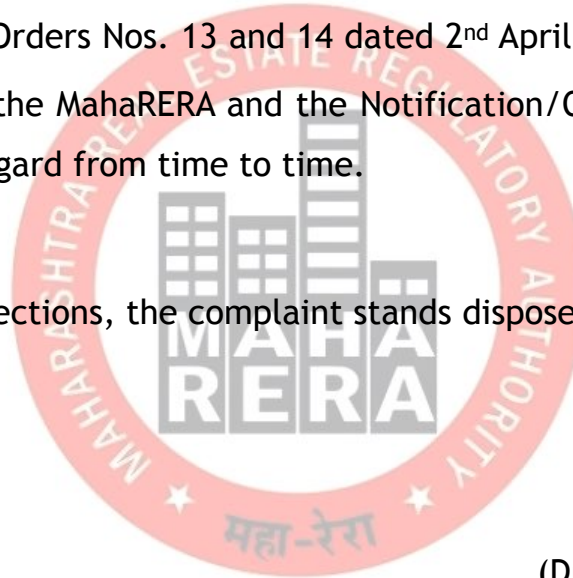 Orders Nos. 13 and 14 dated 2nd April
the MahaRERA and the Notification/
gard from time to time.
ections, the complaint stands dispose
MAHARASHTRA REAL ESTATE REGULATORY AUTHORITY
MAHA
RERA
महा-रेरा
(D